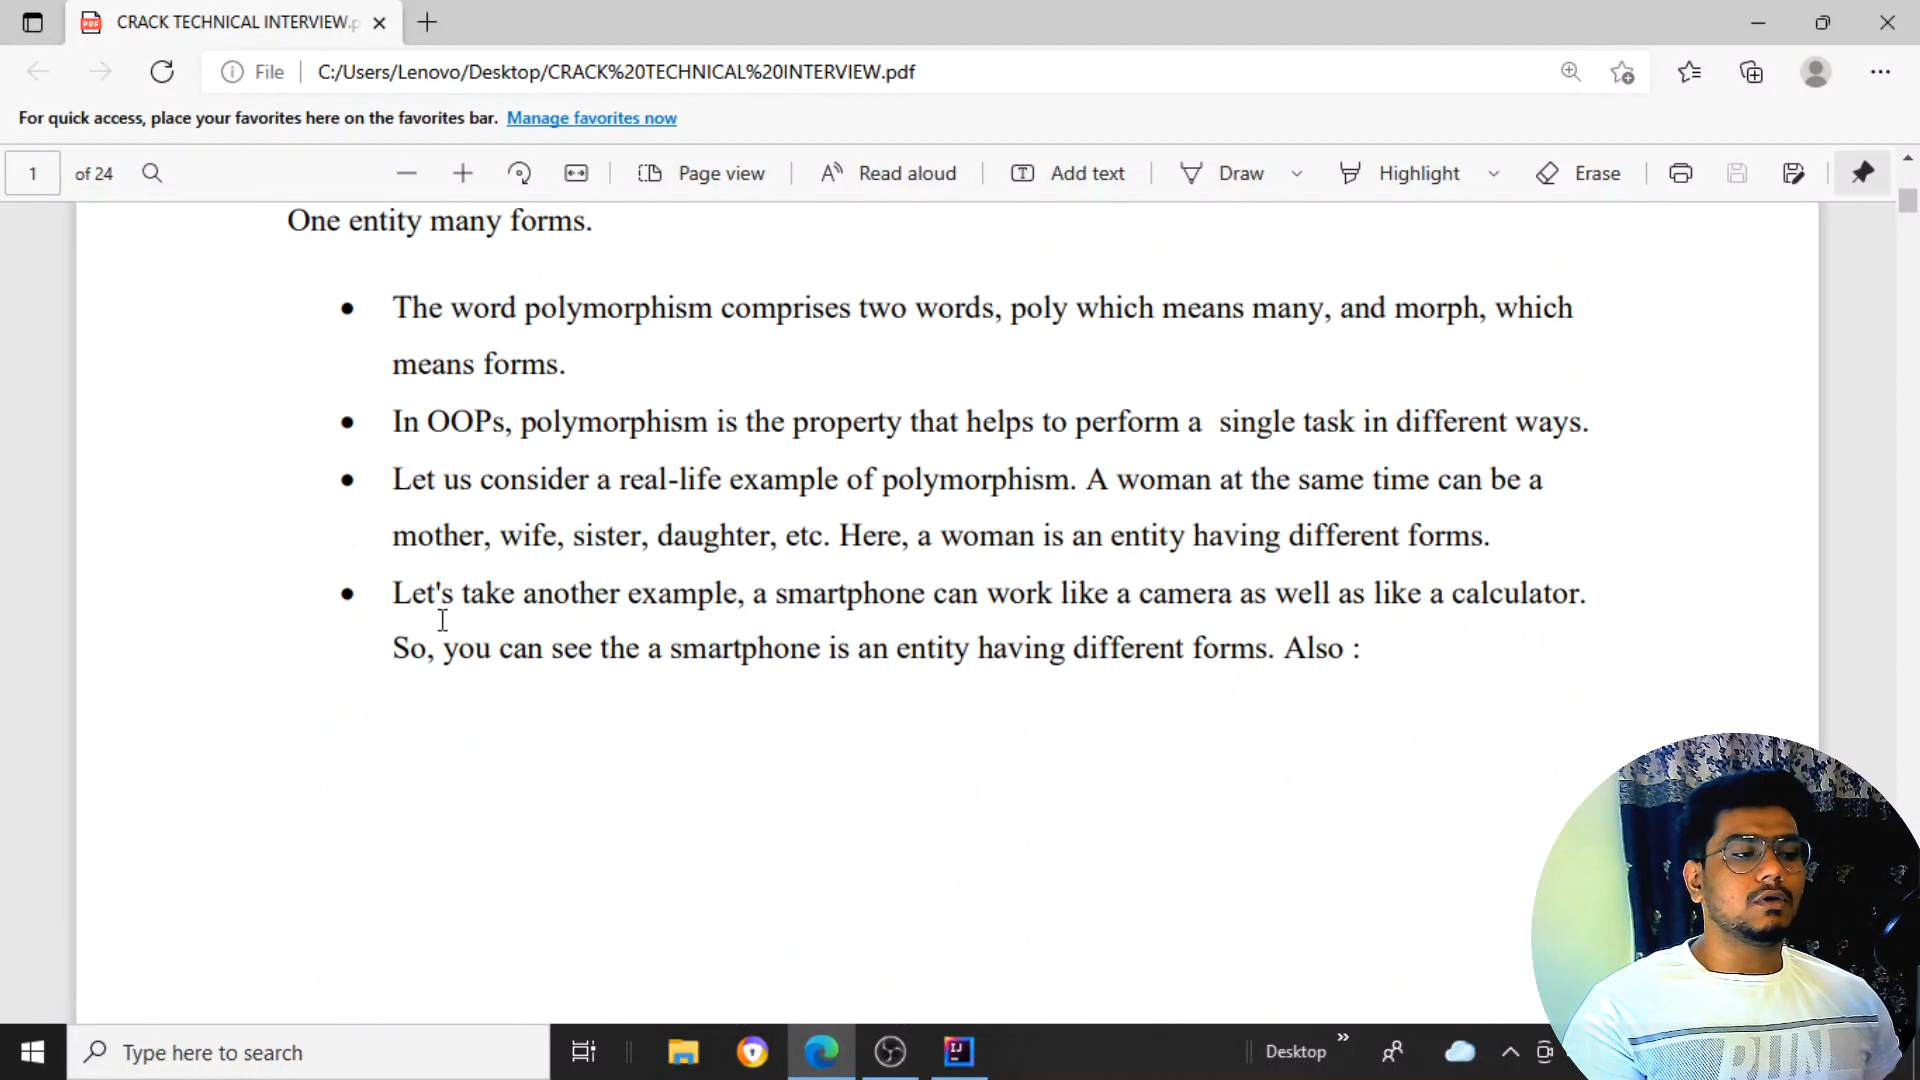 CRACK TECHNICAL INTERVIEW.p
File
C:/Users/Lenovo/Desktop/CRACK%20TECHNICAL%20INTERVIEW.pdf
For quick access, place your favorites here on the favorites bar. Manage favorites now
1 of 24
Page view
Read aloud
Add text
Draw
Highlight
Erase
One entity many forms.
• The word polymorphism comprises two words, poly which means many, and morph, which
means forms.
• In OOPs, polymorphism is the property that helps to perform a single task in different ways.
• Let us consider a real-life example of polymorphism. A woman at the same time can be a
mother, wife, sister, daughter, etc. Here, a woman is an entity having different forms.
• Let's take another example, a smartphone can work like a camera as well as like a calculator.
So, you can see the a smartphone is an entity having different forms. Also :
RUN
Type here to search
Desktop